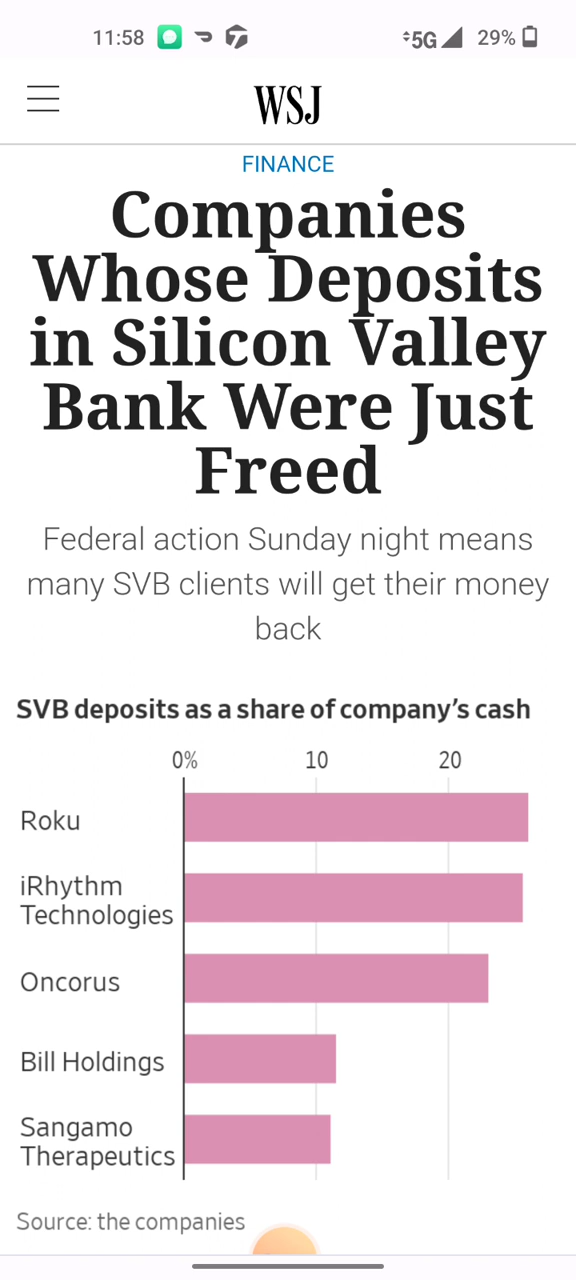 11:58
5G
29%
WSJ
FINANCE
Companies
Whose Deposits
in Silicon Valley
Bank Were Just
Freed
Federal action Sunday night means
many SVB clients will get their money
back
SVB deposits as a share of company’s cash
0% 10 20
Roku
iRhythm
Technologies
Oncorus
Bill Holdings
Sangamo
Therapeutics
Source: the companies